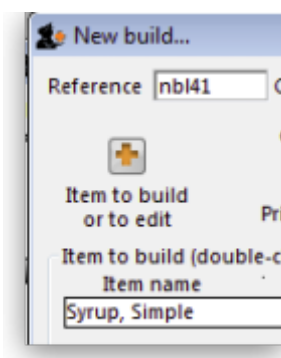 New build...
Reference nbl41
Item to build
or to edit
Item to build (double-c
Item name
Syrup, Simple